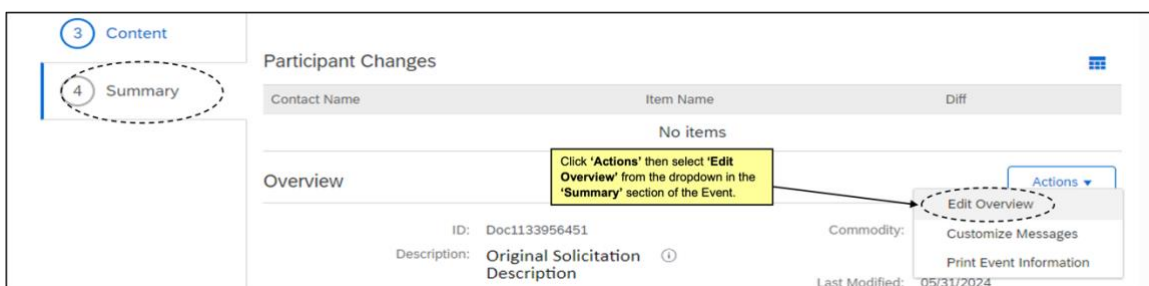 3 Content
Participant Changes
4 Summary
Contact Name Item Name Diff
No items
Click 'Actions' then select 'Edit
Overview' from the dropdown in the
'Summary' section of the Event.
Overview
Actions
Edit Overview
ID: Doc1133956451
Commodity:
Customize Messages
Description: Original Solicitation
Description
Print Event Information
Last Modified: 05/31/2024